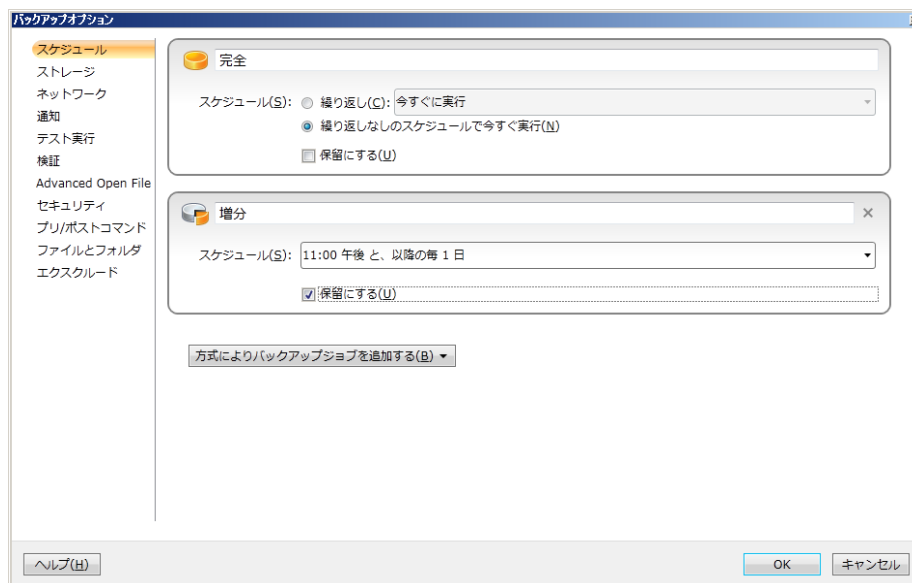 バックアップオプション
スケジュール
ストレージ
ネットワーク
通知
テスト実行
検証
Advanced Open File
セキュリティ
プリ/ポストコマンド
ファイルとフォルダ
エクスクルード
完全
スケジュール(S): 繰り返し(C): 今すぐに実行
繰り返しなしのスケジュールで今すぐ実行(N)
保留にする(U)
増分
スケジュール(S): 11:00 午後 と、以降の毎 1 日
保留にする(U)
方式によりバックアップジョブを追加する(B)
ヘルプ(H)
OK
キャンセル